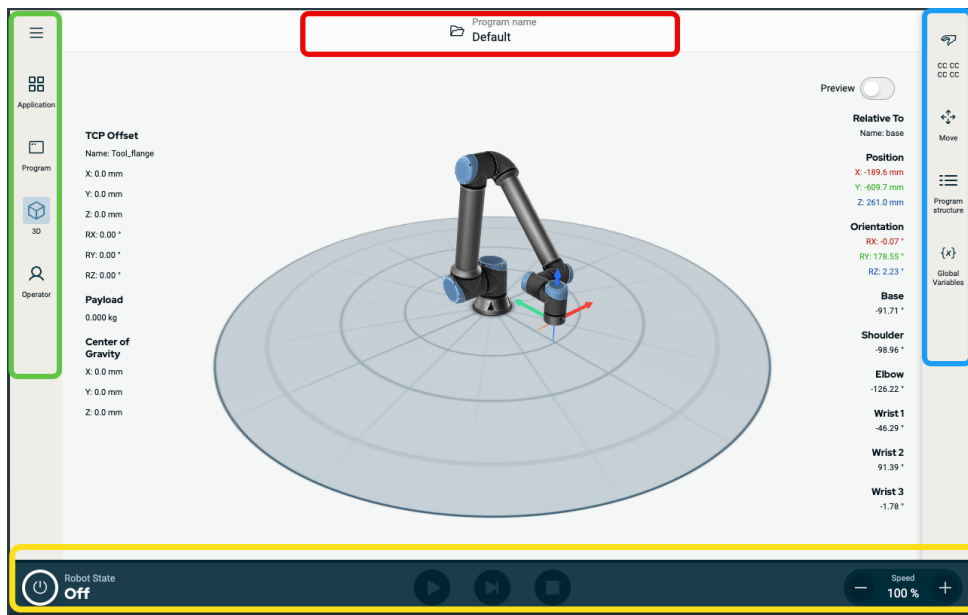 Program name
Default
Application
Program
3D
Operator
TCP Offset
Name: Tool_flange
X: 0.0 mm
Y: 0.0 mm
Z: 0.0 mm
RX: 0.00 °
RY: 0.00 °
RZ: 0.00 °
Payload
0.000 kg
Center of
Gravity
X: 0.0 mm
Y: 0.0 mm
Z: 0.0 mm
Preview
Relative To
Name: base
Position
X: -189.6 mm
Y: -609.7 mm
Z: 261.0 mm
Orientation
RX: -0.07 °
RY: 178.55 °
RZ: 2.23 °
Base
-91.71 °
Shoulder
-98.96 °
Elbow
-126.22 °
Wrist 1
-46.29 °
Wrist 2
91.39 °
Wrist 3
-1.78 °
CC CC
CC CC
Move
Program
structure
{x}
Global
Variables
Robot State
Off
Speed
100 %